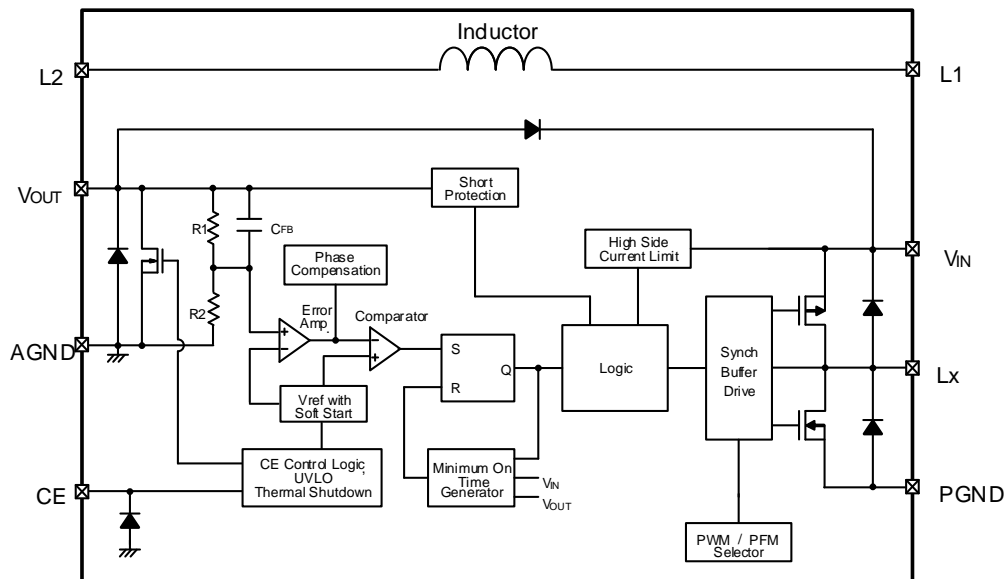 Inductor
L2
L1
VOUT
Short
Protection
R1
CFB
High Side
Current Limit
VIN
Phase
Compensation
R2
Error
Amp.
Comparator
+
-
-
+
AGND
S
R
Q
Logic
Synch
Buffer
Drive
Lx
Vref with
Soft Start
CE Control Logic,
UVLO
Thermal Shutdown
Minimum On
Time
Generator
VIN
VOUT
CE
PGND
PWM / PFM
Selector